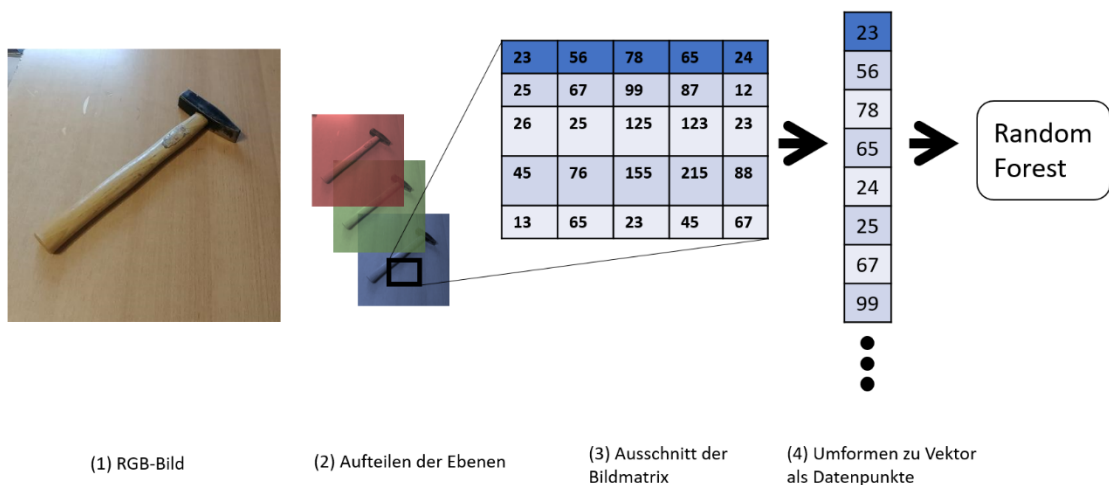 23 56 78 65 24
25 67 99 87 12
26 25 125 123 23
45 76 155 215 88
13 65 23 45 67
23
56
78
65
24
25
67
99
Random
Forest
(1) RGB-Bild
(2) Aufteilen der Ebenen
(3) Ausschnitt der
Bildmatrix
(4) Umformen zu Vektor
als Datenpunkte